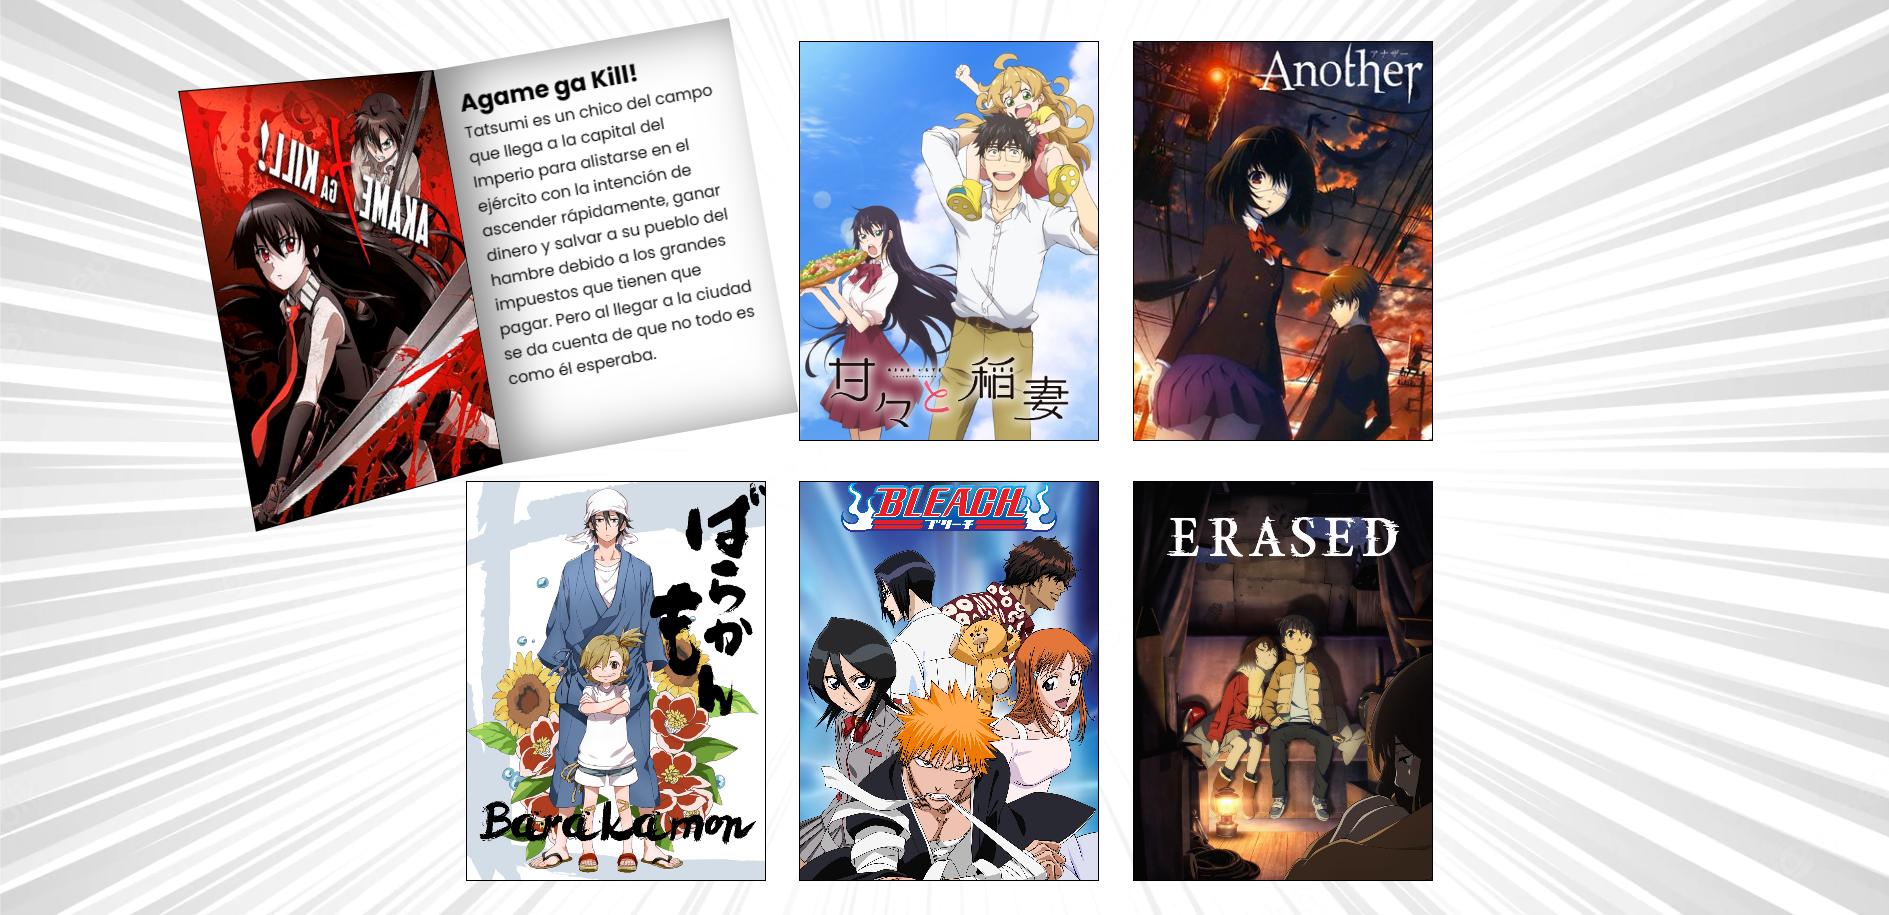 AKAME
GA KILL!
Agame ga Kill!
Tatsumi es un chico del campo
que llega a la capital del
Imperio para alistarse en el
ejército con la intención de
ascender rápidamente, ganar
dinero y salvar a su pueblo del
hambre debido a los grandes
impuestos que tienen que
pagar. Pero al llegar a la ciudad
se da cuenta de que no todo es
como él esperaba.
甘々と稲妻
アナザー
Another
ばらか
もん
Barakamon
BLEACH
ブリーチ
ERASED